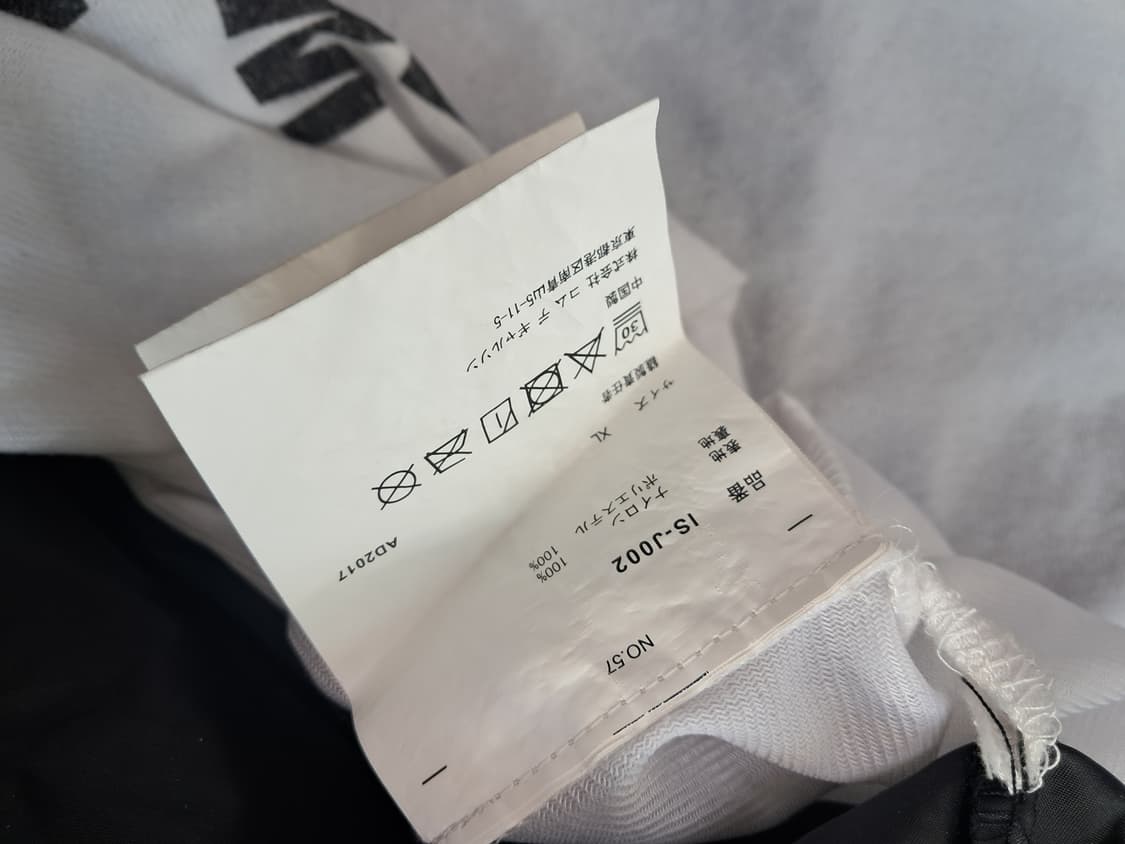 NO.57
品番 IS-J002
表地 ナイロン 100%
裏地 ポリエステル 100%
サイズ XL
縫製責任者
AD2017
30
中国製
株式会社 コム デ ギャルソン
東京都港区南青山5-11-5